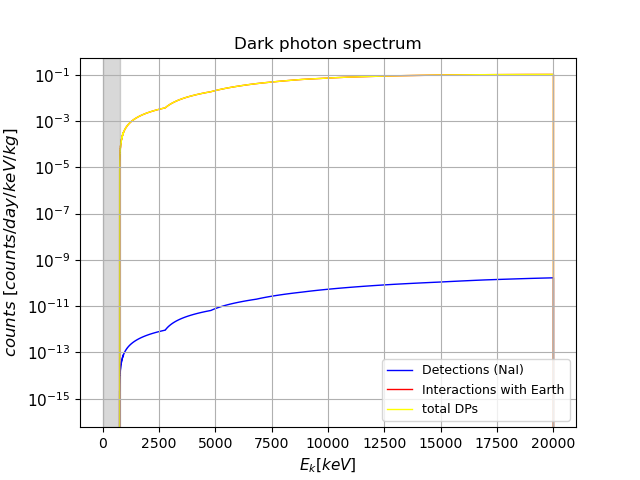 Dark photon spectrum
counts [counts/day/keV/kg]
10⁻¹
10⁻³
10⁻⁵
10⁻⁷
10⁻⁹
10⁻¹¹
10⁻¹³
10⁻¹⁵
Detections (NaI)
Interactions with Earth
total DPs
0 2500 5000 7500 10000 12500 15000 17500 20000
Eₖ[keV]